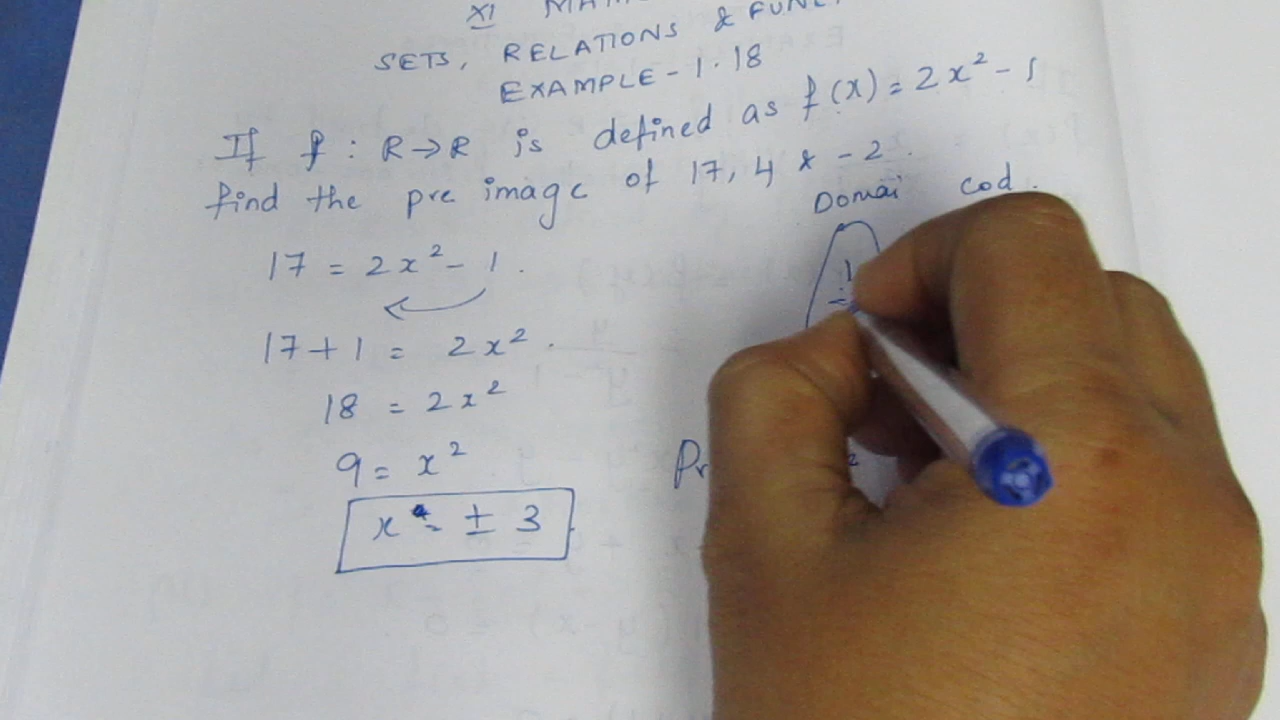 XI
SETS, RELATIONS &
EXAMPLE - 1.18
If f : R→R is defined as f(x) = 2x² - 1
find the pre image of 17, 4 & -2.
Domai cod.
17 = 2x² - 1.
1
17 + 1 = 2x².
18 = 2x²
9 = x²
x = ± 3